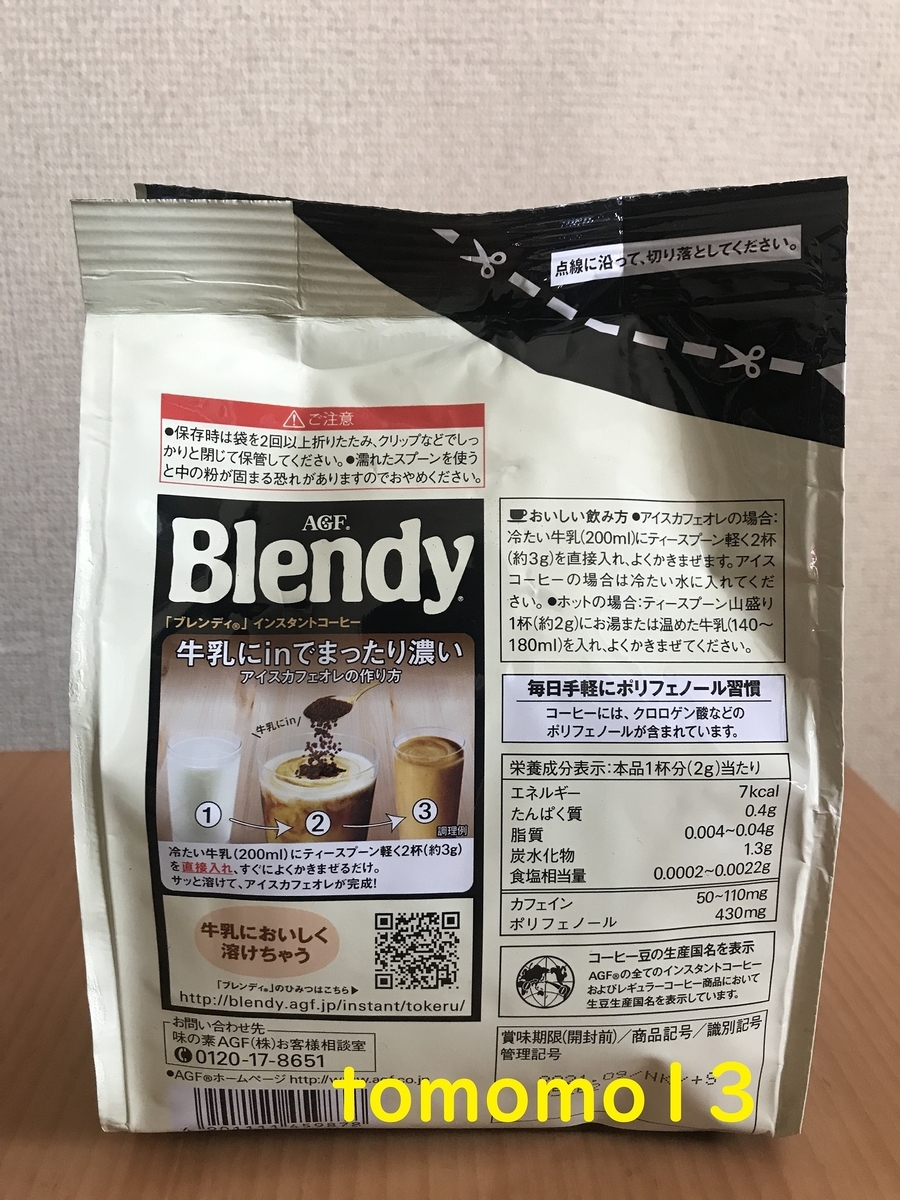 点線に沿って、切り落としてください。
ご注意
●保存時は袋を2回以上折りたたみ、クリップなどでしっ
かりと閉じて保管してください。●濡れたスプーンを使う
と中の粉が固まる恐れがありますのでおやめください。
AGF®
Blendy®
「ブレンディ®」インスタントコーヒー
牛乳にinでまったり濃い
アイスカフェオレの作り方
牛乳にin
1
2
3
調理例
冷たい牛乳(200ml)にティースプーン軽く2杯(約3g)
を直接入れ、すぐによくかきまぜるだけ。
サッと溶けて、アイスカフェオレが完成!
牛乳においしく
溶けちゃう
「ブレンディ®」のひみつはこちら▶
http://blendy.agf.jp/instant/tokeru/
お問い合わせ先
味の素AGF(株)お客様相談室
0120-17-8651
●AGF®ホームページ
おいしい飲み方 ●アイスカフェオレの場合:
冷たい牛乳(200ml)にティースプーン軽く2杯
(約3g)を直接入れ、よくかきまぜます。アイス
コーヒーの場合は冷たい水に入れてくだ
さい。●ホットの場合:ティースプーン山盛り
1杯(約2g)にお湯または温めた牛乳(140〜
180ml)を入れ、よくかきまぜてください。
毎日手軽にポリフェノール習慣
コーヒーには、クロロゲン酸などの
ポリフェノールが含まれています。
栄養成分表示:本品1杯分(2g)当たり
エネルギー 7kcal
たんぱく質 0.4g
脂質 0.004~0.04g
炭水化物 1.3g
食塩相当量 0.0002~0.0022g
カフェイン 50~110mg
ポリフェノール 430mg
コーヒー豆の生産国名を表示
AGF®の全てのインスタントコーヒー
およびレギュラーコーヒー商品において
生豆生産国名を表示しています。
賞味期限(開封前)/商品記号/識別記号
管理記号
tomomo13